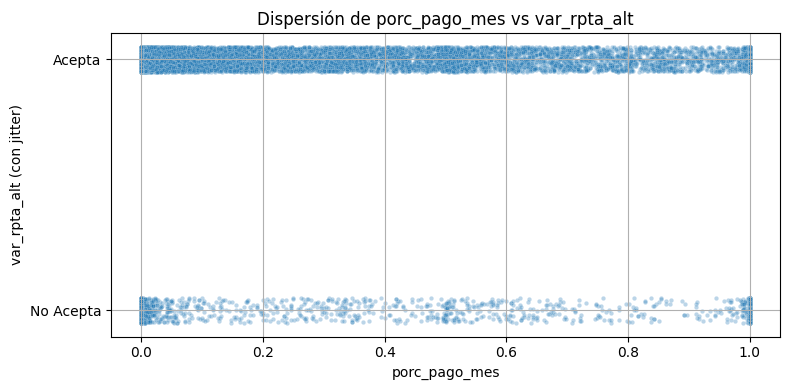 Dispersión de porc_pago_mes vs var_rpta_alt
Acepta
var_rpta_alt (con jitter)
No Acepta
0.0 0.2 0.4 0.6 0.8 1.0
porc_pago_mes